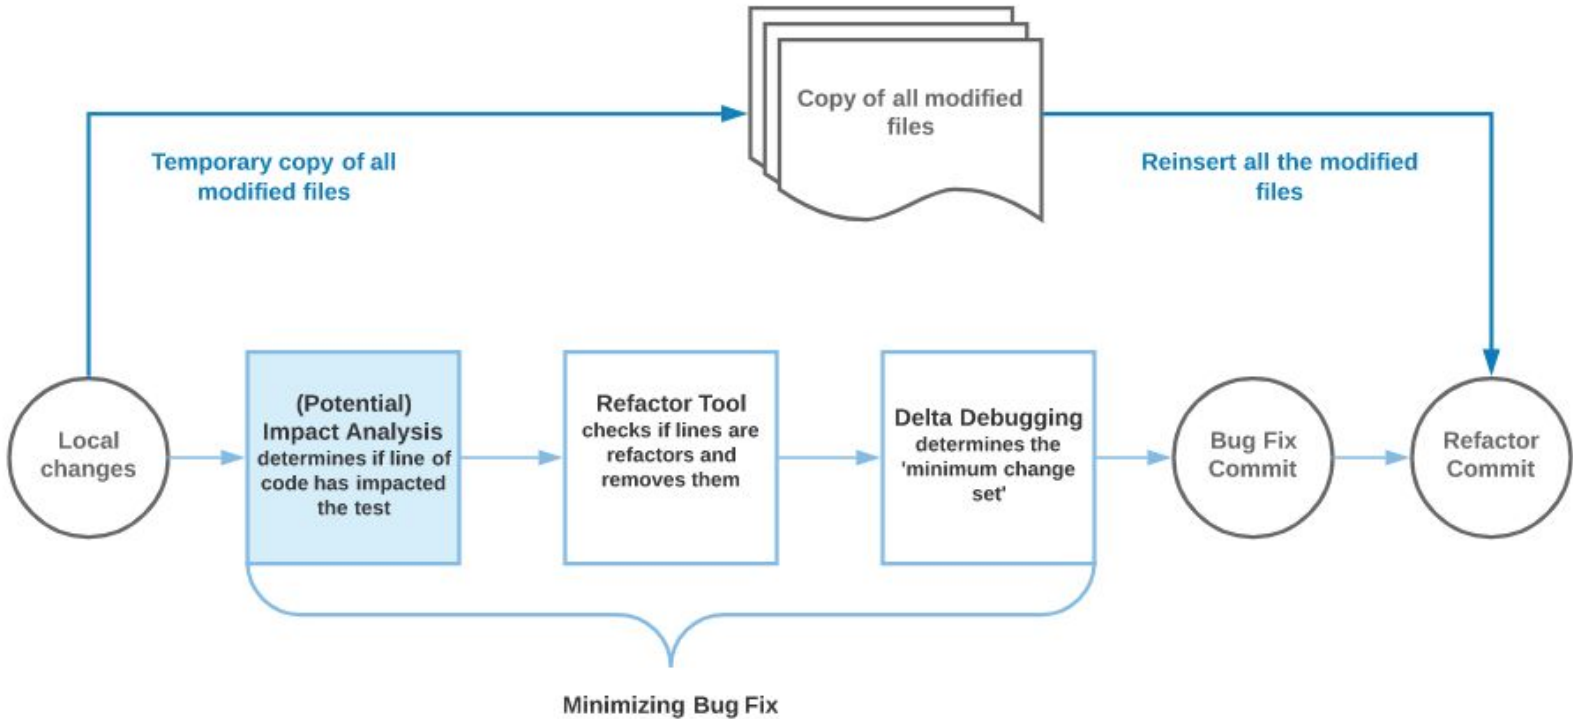 Copy of all modified
files
Temporary copy of all
modified files
Reinsert all the modified
files
Local
changes
(Potential)
Impact Analysis
determines if line of
code has impacted
the test
Refactor Tool
checks if lines are
refactors and
removes them
Delta Debugging
determines the
'minimum change
set'
Bug Fix
Commit
Refactor
Commit
Minimizing Bug Fix